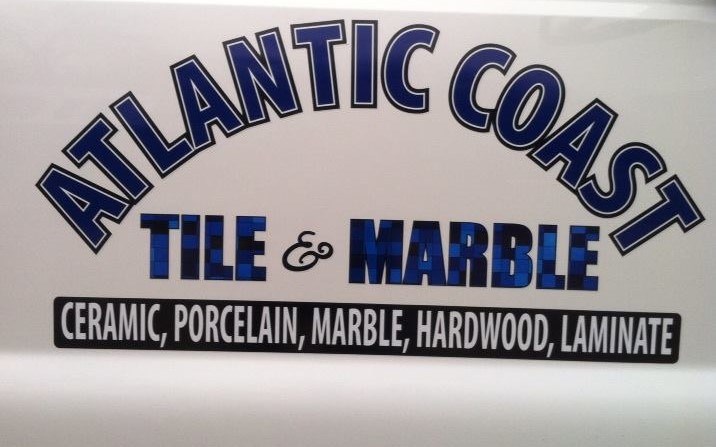 ATLANTIC COAST
TILE & MARBLE
CERAMIC, PORCELAIN, MARBLE, HARDWOOD, LAMINATE